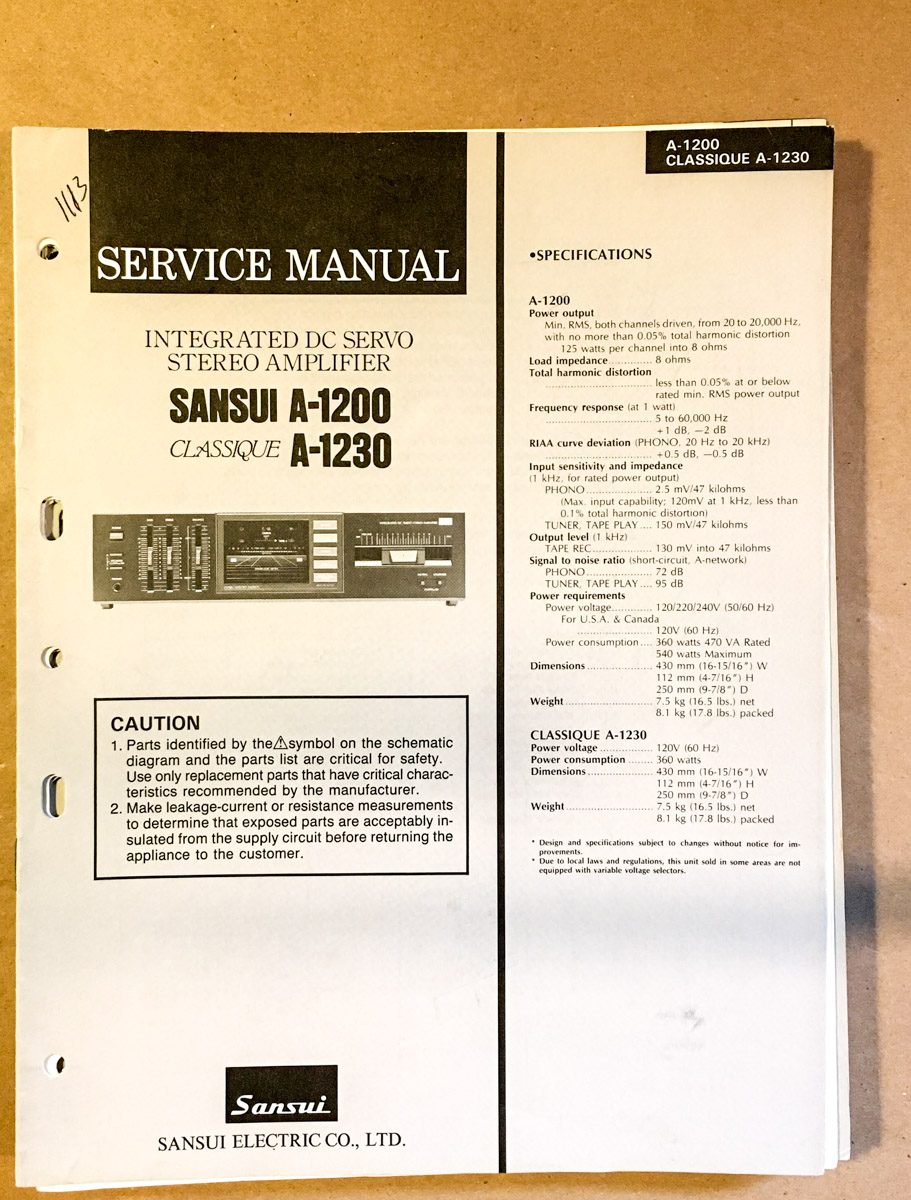 1113
SERVICE MANUAL
INTEGRATED DC SERVO
STEREO AMPLIFIER
SANSUI A-1200
CLASSIQUE A-1230
CAUTION
1. Parts identified by the⚠symbol on the schematic
diagram and the parts list are critical for safety.
Use only replacement parts that have critical charac-
teristics recommended by the manufacturer.
2. Make leakage-current or resistance measurements
to determine that exposed parts are acceptably in-
sulated from the supply circuit before returning the
appliance to the customer.
Sansui
SANSUI ELECTRIC CO., LTD.
A-1200
CLASSIQUE A-1230
•SPECIFICATIONS
A-1200
Power output
Min. RMS, both channels driven, from 20 to 20,000 Hz,
with no more than 0.05% total harmonic distortion
125 watts per channel into 8 ohms
Load impedance.............. 8 ohms
Total harmonic distortion
.................................. less than 0.05% at or below
rated min. RMS power output
Frequency response (at 1 watt)
.................................. 5 to 60,000 Hz
+1 dB, −2 dB
RIAA curve deviation (PHONO, 20 Hz to 20 kHz)
.................................. +0.5 dB, −0.5 dB
Input sensitivity and impedance
(1 kHz, for rated power output)
PHONO..................... 2.5 mV/47 kilohms
(Max. input capability; 120mV at 1 kHz, less than
0.1% total harmonic distortion)
TUNER, TAPE PLAY.... 150 mV/47 kilohms
Output level (1 kHz)
TAPE REC................... 130 mV into 47 kilohms
Signal to noise ratio (short-circuit, A-network)
PHONO..................... 72 dB
TUNER, TAPE PLAY.... 95 dB
Power requirements
Power voltage............. 120/220/240V (50/60 Hz)
For U.S.A. & Canada
........................ 120V (60 Hz)
Power consumption.... 360 watts 470 VA Rated
540 watts Maximum
Dimensions..................... 430 mm (16-15/16") W
112 mm (4-7/16") H
250 mm (9-7/8") D
Weight............................ 7.5 kg (16.5 lbs.) net
8.1 kg (17.8 lbs.) packed
CLASSIQUE A-1230
Power voltage................. 120V (60 Hz)
Power consumption........ 360 watts
Dimensions..................... 430 mm (16-15/16") W
112 mm (4-7/16") H
250 mm (9-7/8") D
Weight............................ 7.5 kg (16.5 lbs.) net
8.1 kg (17.8 lbs.) packed
* Design and specifications subject to changes without notice for im-
provements.
* Due to local laws and regulations, this unit sold in some areas are not
equipped with variable voltage selectors.